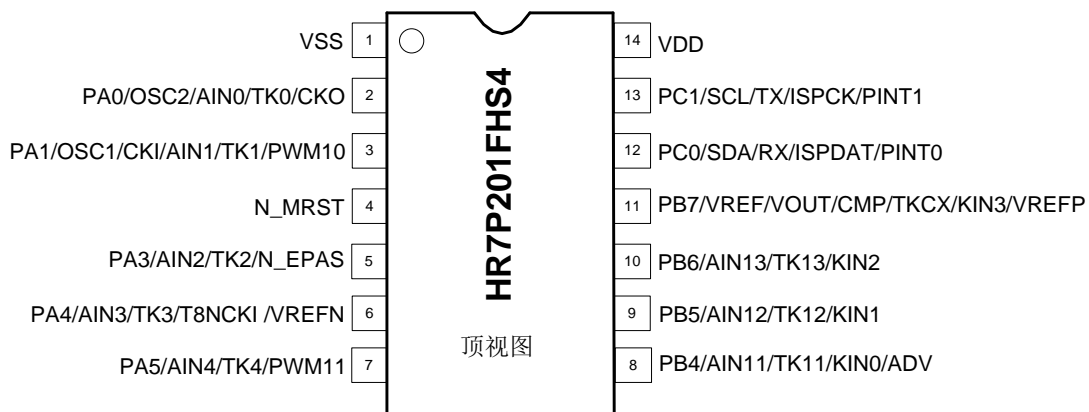 VSS 1
PA0/OSC2/AIN0/TK0/CKO 2
PA1/OSC1/CKI/AIN1/TK1/PWM10 3
N_MRST 4
PA3/AIN2/TK2/N_EPAS 5
PA4/AIN3/TK3/T8NCKI /VREFN 6
PA5/AIN4/TK4/PWM11 7
HR7P201FHS4
顶视图
14 VDD
13 PC1/SCL/TX/ISPCK/PINT1
12 PC0/SDA/RX/ISPDAT/PINT0
11 PB7/VREF/VOUT/CMP/TKCX/KIN3/VREFP
10 PB6/AIN13/TK13/KIN2
9 PB5/AIN12/TK12/KIN1
8 PB4/AIN11/TK11/KIN0/ADV